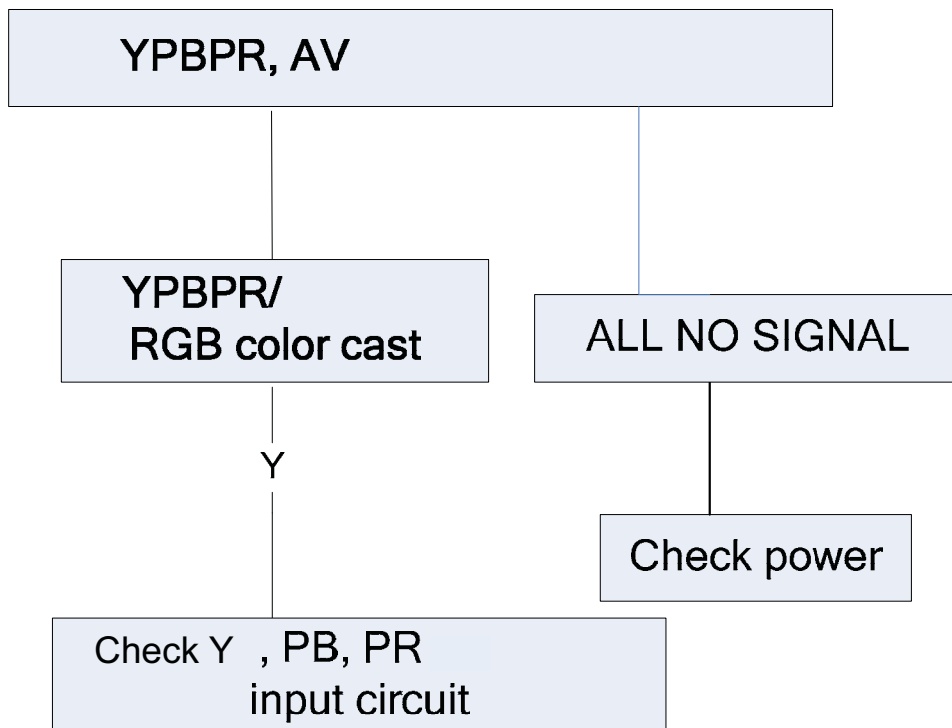 YPBPR, AV
YPBPR/
RGB color cast
ALL NO SIGNAL
Y
Check power
Check Y , PB, PR
input circuit